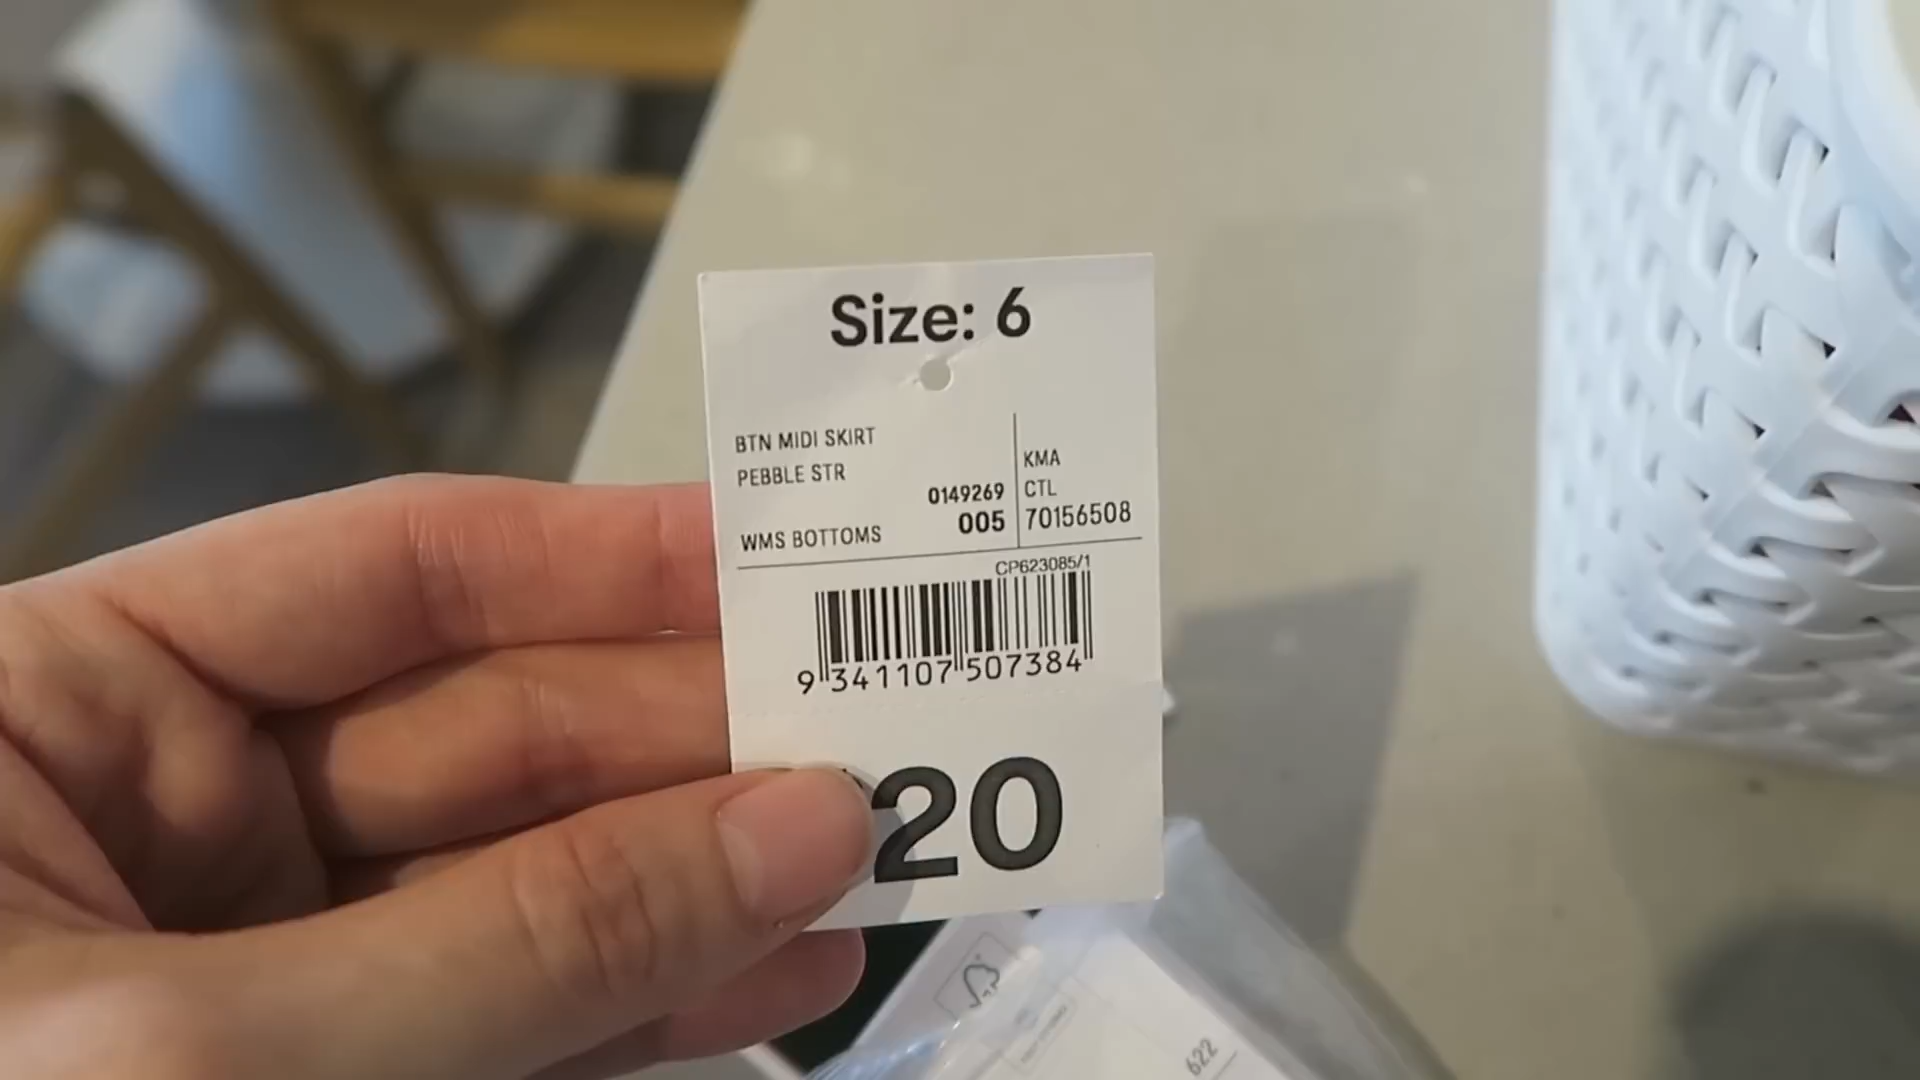 Size: 6
BTN MIDI SKIRT
PEBBLE STR
0149269
WMS BOTTOMS 005
KMA
CTL
70156508
CP623085/1
9 341107 507384
20
622